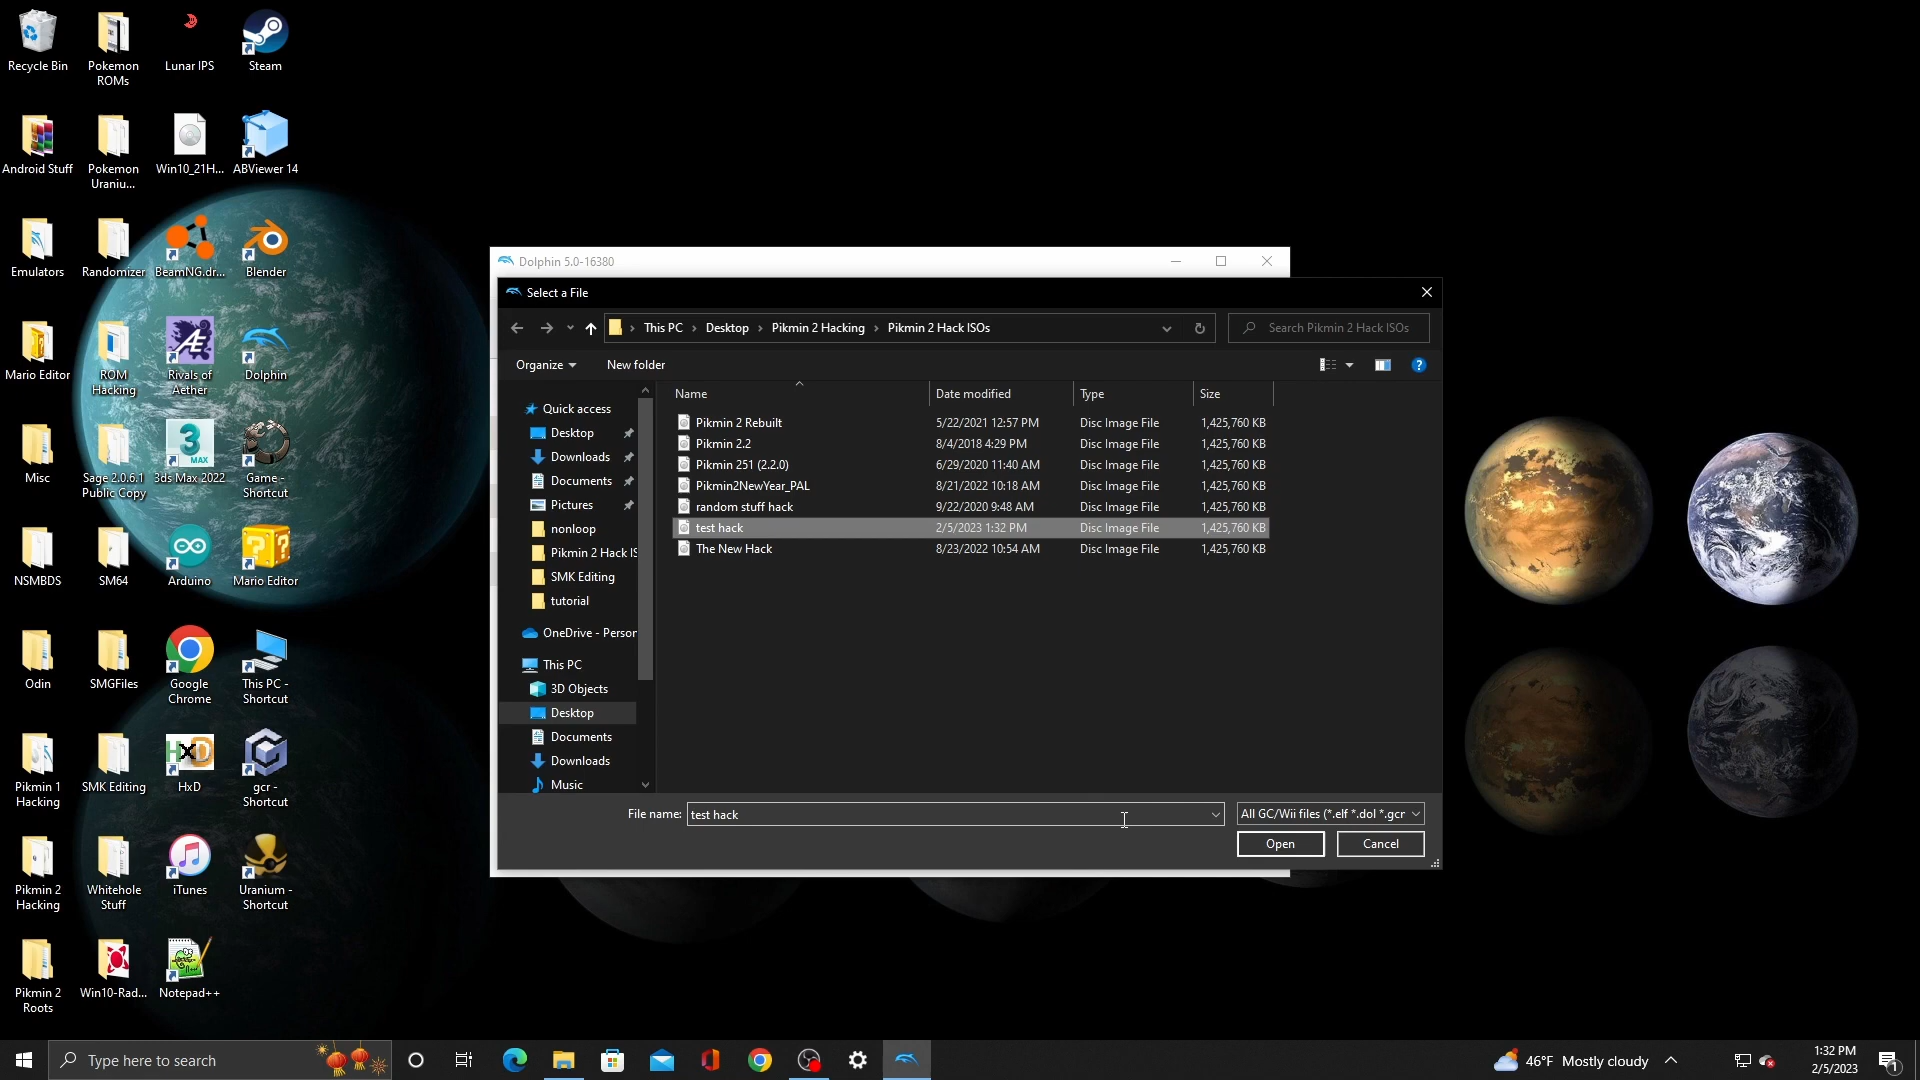 Recycle Bin
Pokemon
ROMs
Lunar IPS
Steam
Android Stuff
Pokemon
Uraniu...
Win10_21H...
ABViewer 14
Emulators
Randomizer
BeamNG.dr...
Blender
Mario Editor
ROM
Hacking
Rivals of
Aether
Dolphin
Misc
Sage 2.0.6.1
Public Copy
3ds Max 2022
Game -
Shortcut
NSMBDS
SM64
Arduino
Mario Editor
Odin
SMGFiles
Google
Chrome
This PC -
Shortcut
Pikmin 1
Hacking
SMK Editing
HxD
gcr -
Shortcut
Pikmin 2
Hacking
Whitehole
Stuff
iTunes
Uranium -
Shortcut
Pikmin 2
Roots
Win10-Rad...
Notepad++
Dolphin 5.0-16380
Select a File
This PC > Desktop > Pikmin 2 Hacking > Pikmin 2 Hack ISOs
Search Pikmin 2 Hack ISOs
Organize
New folder
Quick access
Desktop
Downloads
Documents
Pictures
nonloop
Pikmin 2 Hack IS
SMK Editing
tutorial
OneDrive - Person
This PC
3D Objects
Desktop
Documents
Downloads
Music
Name Date modified Type Size
Pikmin 2 Rebuilt 5/22/2021 12:57 PM Disc Image File 1,425,760 KB
Pikmin 2.2 8/4/2018 4:29 PM Disc Image File 1,425,760 KB
Pikmin 251 (2.2.0) 6/29/2020 11:40 AM Disc Image File 1,425,760 KB
Pikmin2NewYear_PAL 8/21/2022 10:18 AM Disc Image File 1,425,760 KB
random stuff hack 9/22/2020 9:48 AM Disc Image File 1,425,760 KB
test hack 2/5/2023 1:32 PM Disc Image File 1,425,760 KB
The New Hack 8/23/2022 10:54 AM Disc Image File 1,425,760 KB
File name: test hack
All GC/Wii files (*.elf *.dol *.gcr
Open
Cancel
Type here to search
46°F Mostly cloudy
1:32 PM
2/5/2023
1